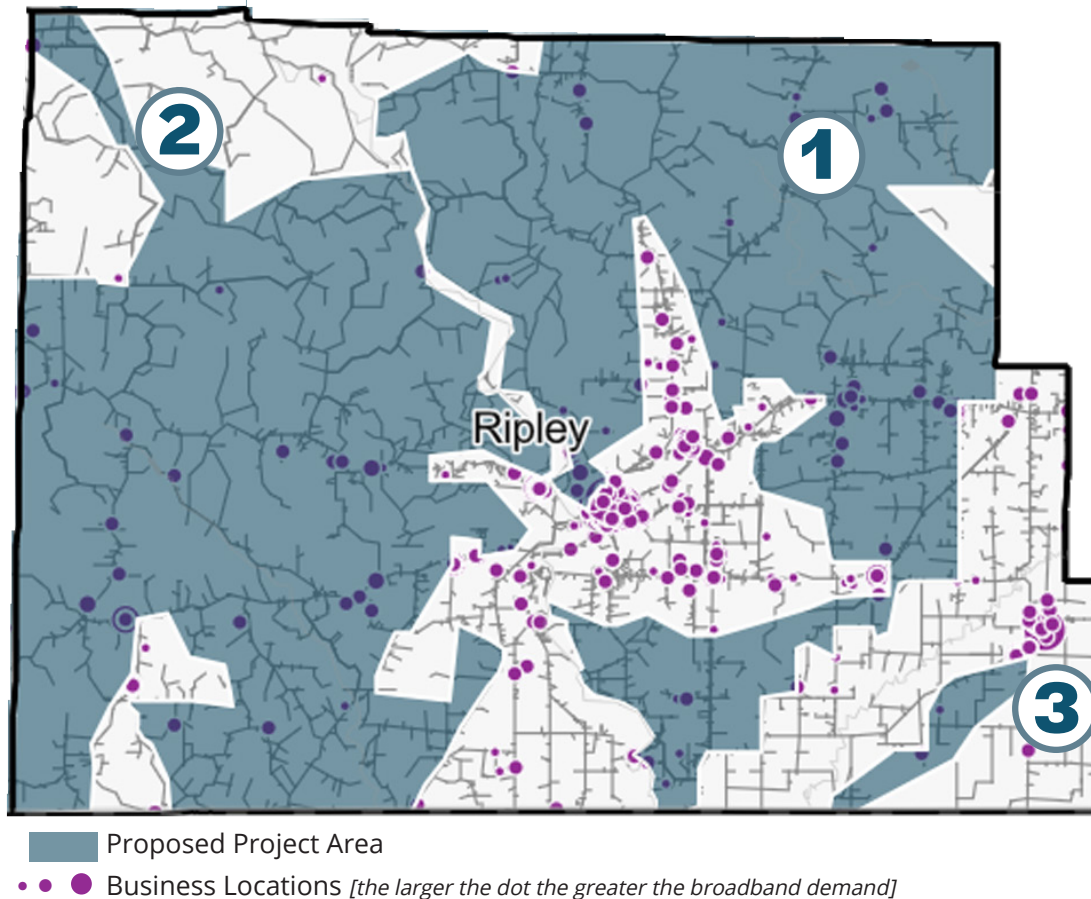 2
1
Ripley
3
Proposed Project Area
Business Locations [the larger the dot the greater the broadband demand]